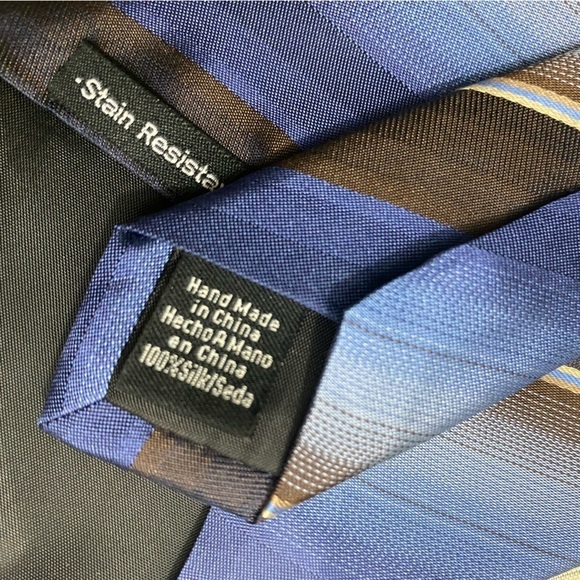 .Stain Resista
Hand Made
in China
Hecho A Mano
en China
100%Silk/Seda